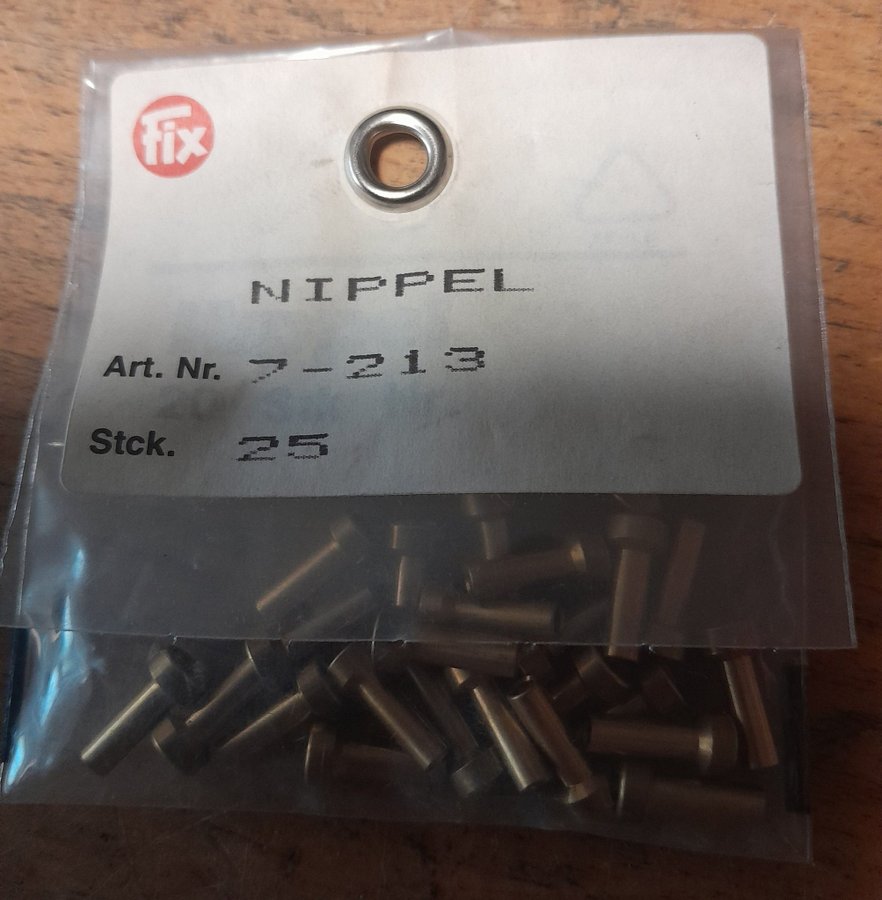 Fix
NIPPEL
Art. Nr. 7-213
Stck. 25